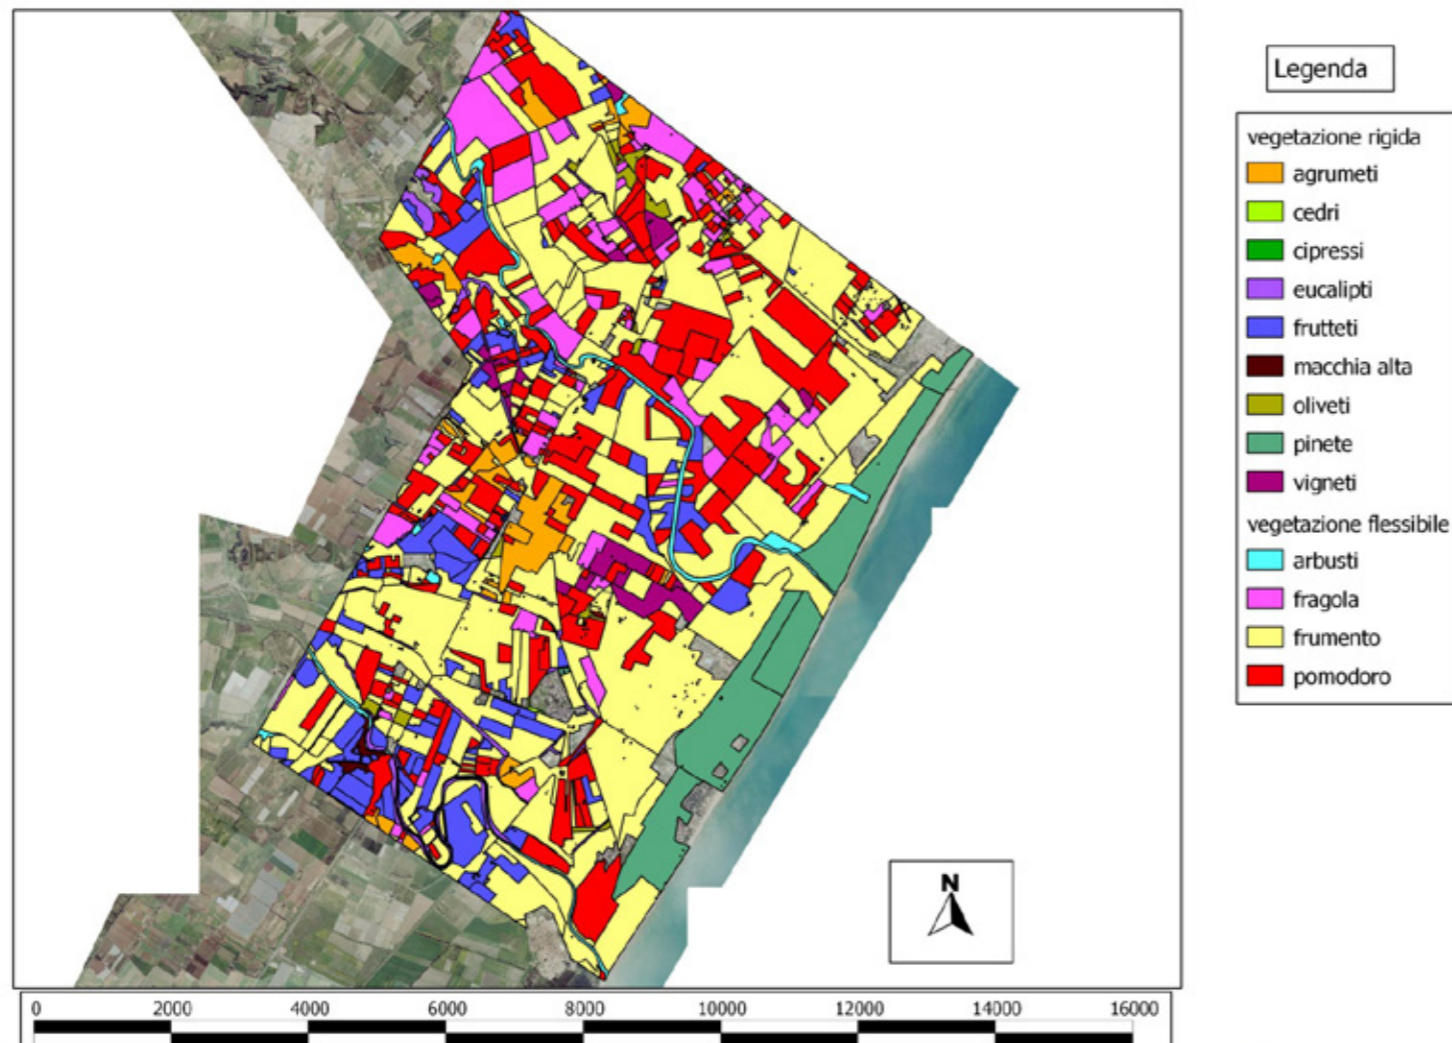 Legenda
vegetazione rigida
agrumeti
cedri
cipressi
eucalipti
frutteti
macchia alta
oliveti
pinete
vigneti
vegetazione flessibile
arbusti
fragola
frumento
pomodoro
N
0 2000 4000 6000 8000 10000 12000 14000 16000